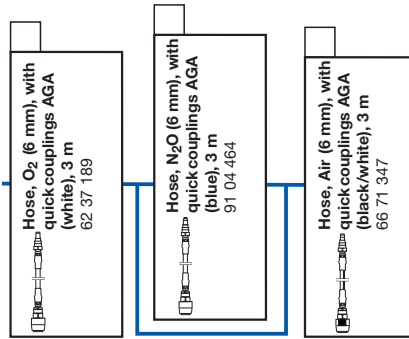 Hose, O2 (6 mm), with
quick couplings AGA
(white), 3 m
62 37 189
Hose, N2O (6 mm), with
quick couplings AGA
(blue), 3 m
91 04 464
Hose, Air (6 mm), with
quick couplings AGA
(black/white), 3 m
66 71 347